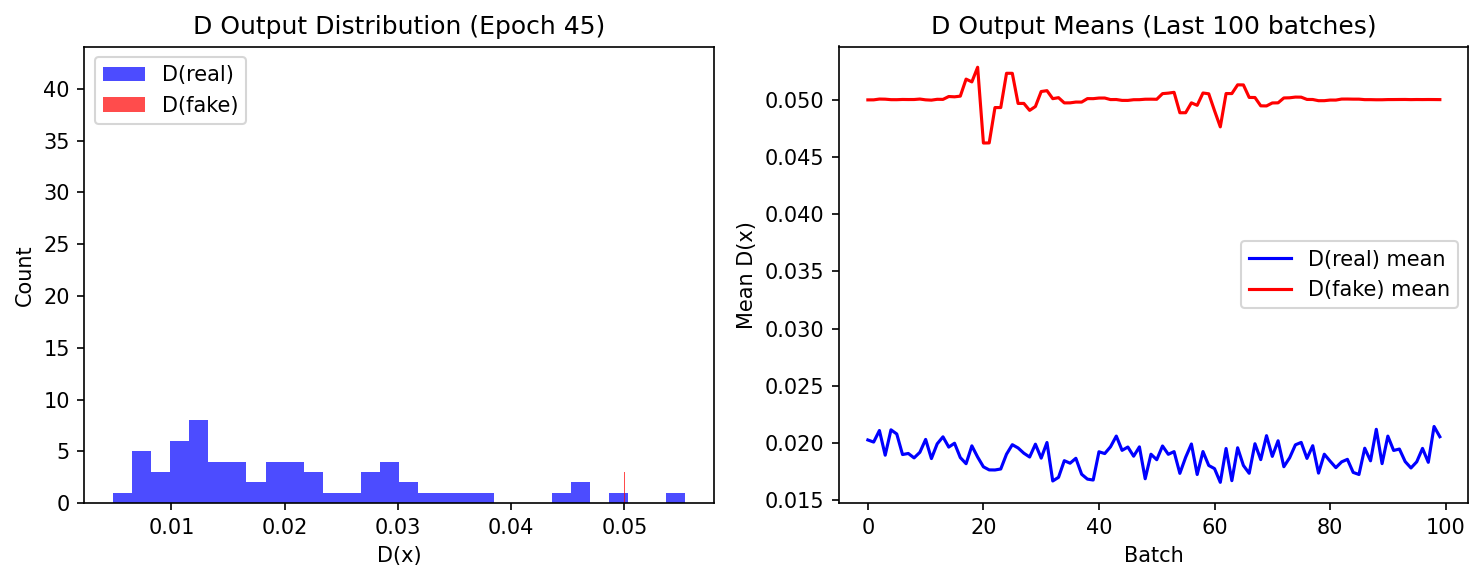 D Output Distribution (Epoch 45)
D(real)
D(fake)
Count
40
35
30
25
20
15
10
5
0
0.01 0.02 0.03 0.04 0.05
D(x)
D Output Means (Last 100 batches)
D(real) mean
D(fake) mean
Mean D(x)
0.050
0.045
0.040
0.035
0.030
0.025
0.020
0.015
0 20 40 60 80 100
Batch